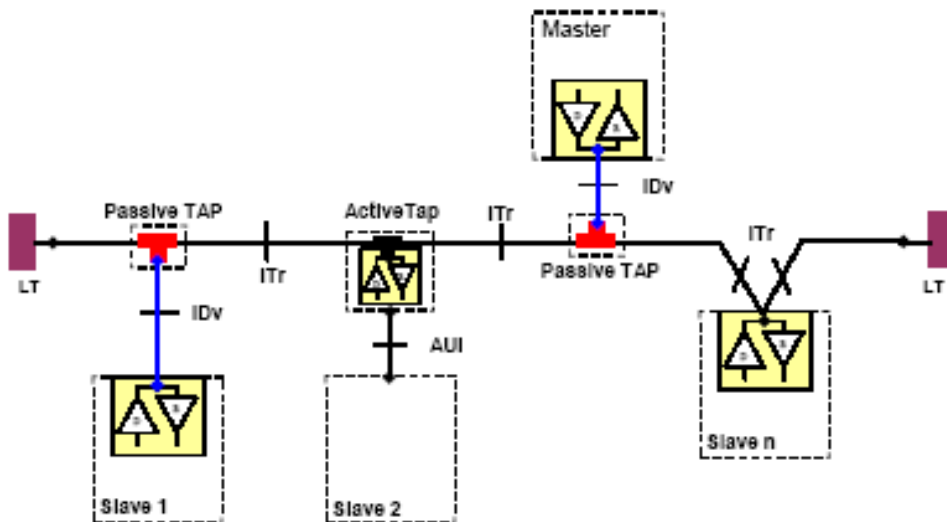 Master
IDv
Passive TAP
ActiveTap
ITr
ITr
LT
ITr
Passive TAP
LT
IDv
AUI
Slave n
Slave 1
Slave 2